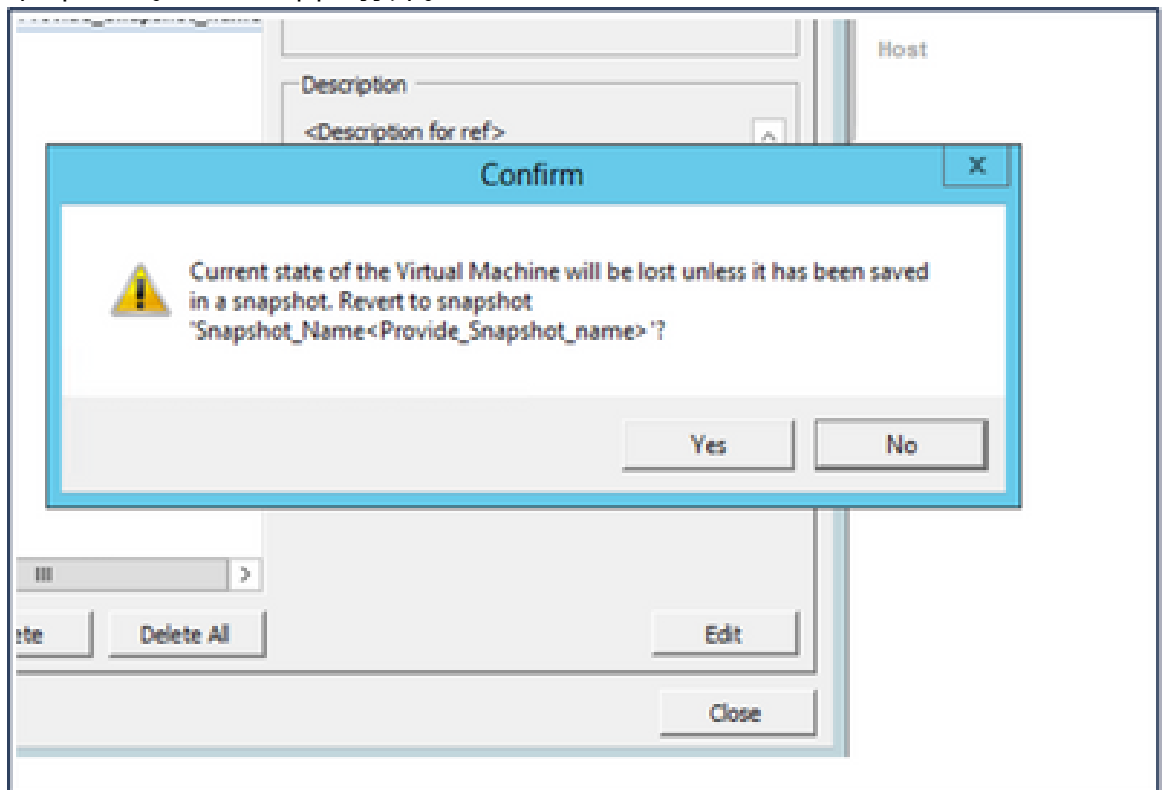 Host
Description
<Description for ref>
Confirm
X
Current state of the Virtual Machine will be lost unless it has been saved
in a snapshot. Revert to snapshot
'Snapshot_Name<Provide_Snapshot_name>'?
Yes
No
ete
Delete All
Edit
Close